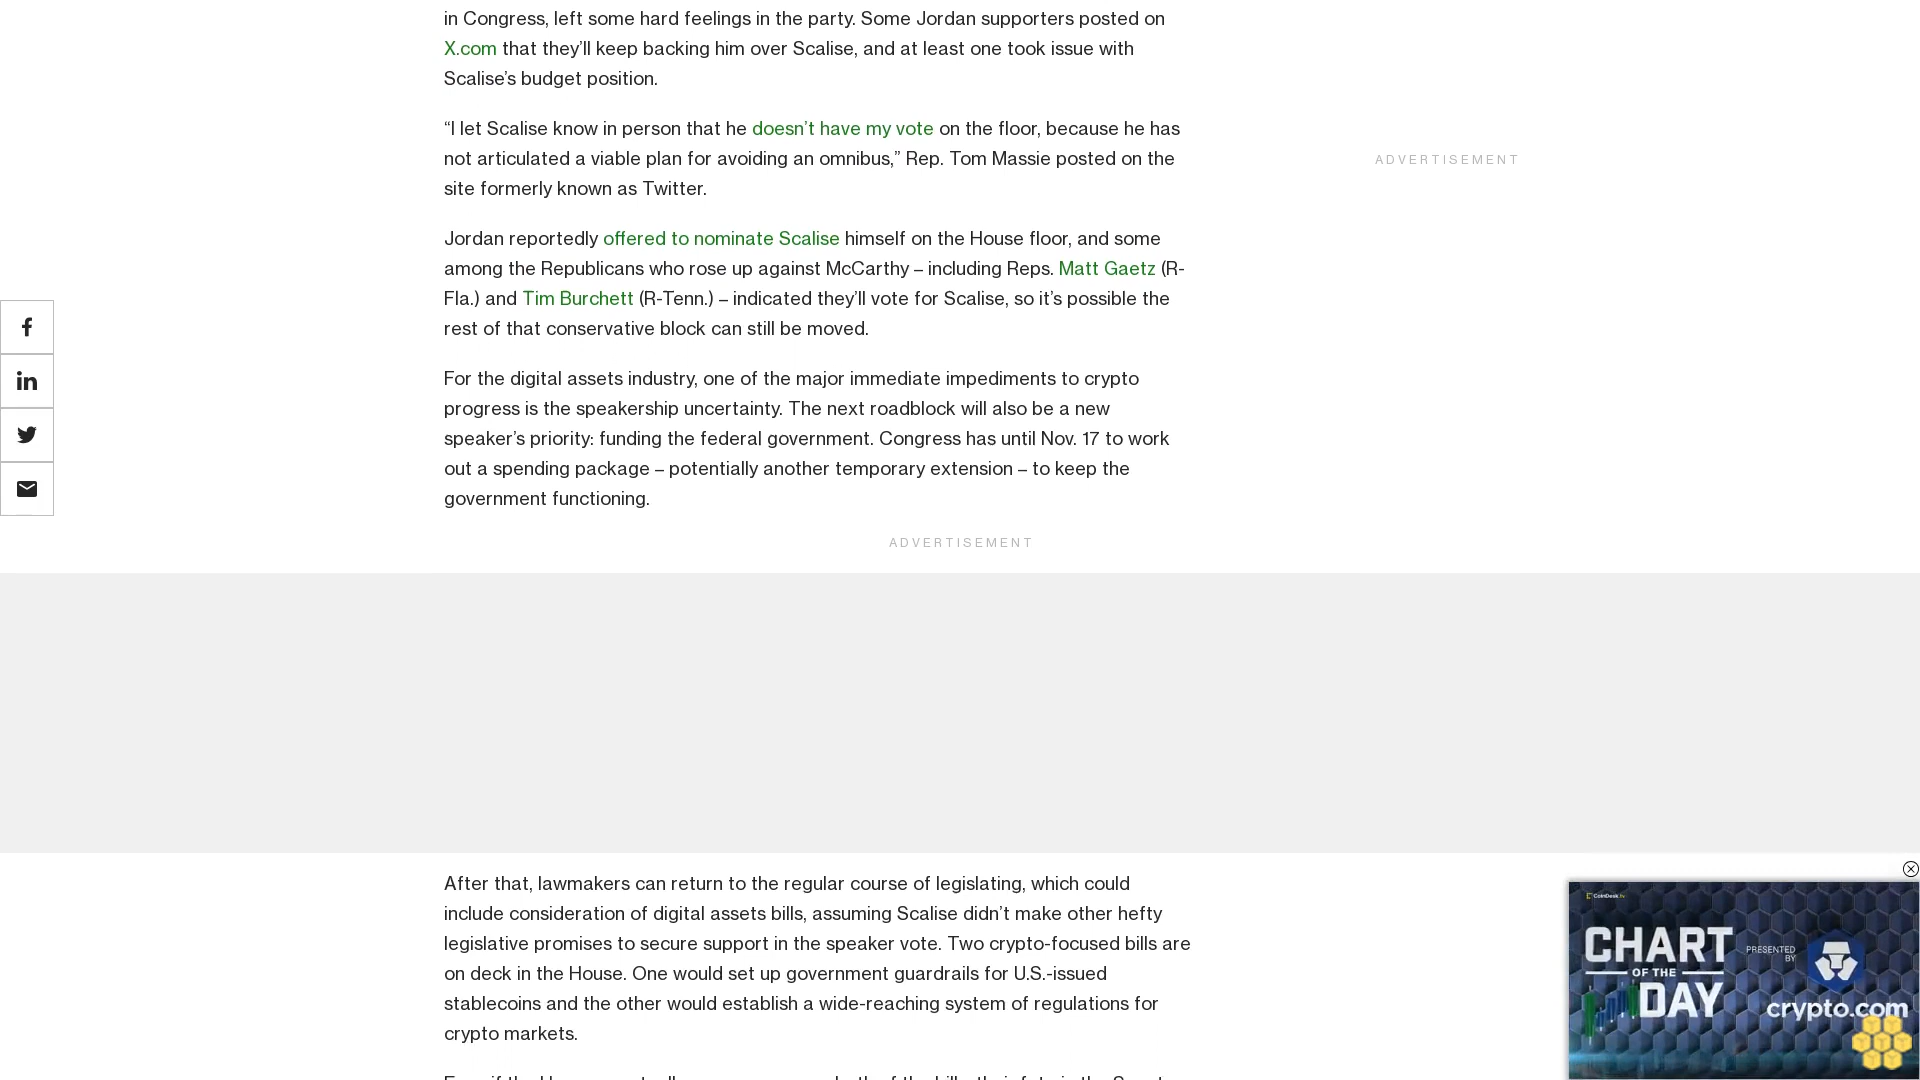 in Congress, left some hard feelings in the party. Some Jordan supporters posted on
X.com that they’ll keep backing him over Scalise, and at least one took issue with
Scalise’s budget position.
“I let Scalise know in person that he doesn’t have my vote on the floor, because he has
not articulated a viable plan for avoiding an omnibus,” Rep. Tom Massie posted on the
site formerly known as Twitter.
ADVERTISEMENT
Jordan reportedly offered to nominate Scalise himself on the House floor, and some
among the Republicans who rose up against McCarthy – including Reps. Matt Gaetz (R-
Fla.) and Tim Burchett (R-Tenn.) – indicated they’ll vote for Scalise, so it’s possible the
rest of that conservative block can still be moved.
For the digital assets industry, one of the major immediate impediments to crypto
progress is the speakership uncertainty. The next roadblock will also be a new
speaker’s priority: funding the federal government. Congress has until Nov. 17 to work
out a spending package – potentially another temporary extension – to keep the
government functioning.
ADVERTISEMENT
After that, lawmakers can return to the regular course of legislating, which could
include consideration of digital assets bills, assuming Scalise didn’t make other hefty
legislative promises to secure support in the speaker vote. Two crypto-focused bills are
on deck in the House. One would set up government guardrails for U.S.-issued
stablecoins and the other would establish a wide-reaching system of regulations for
crypto markets.
CoinDesk tv
CHART
OF THE
DAY
PRESENTED
BY
crypto.com